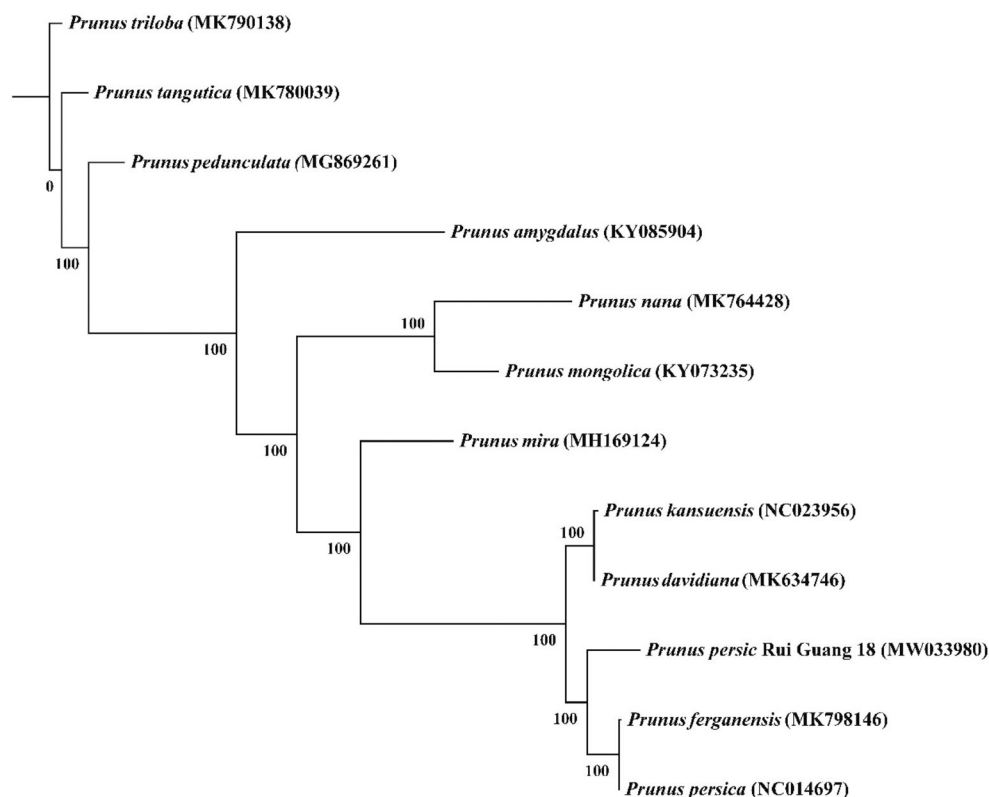 Prunus triloba (MK790138)
Prunus tangutica (MK780039)
Prunus pedunculata (MG869261)
0
Prunus amygdalus (KY085904)
100
Prunus nana (MK764428)
100
100
Prunus mongolica (KY073235)
Prunus mira (MH169124)
100
Prunus kansuensis (NC023956)
100
100
Prunus davidiana (MK634746)
100
Prunus persic Rui Guang 18 (MW033980)
100
Prunus ferganensis (MK798146)
100
Prunus persica (NC014697)